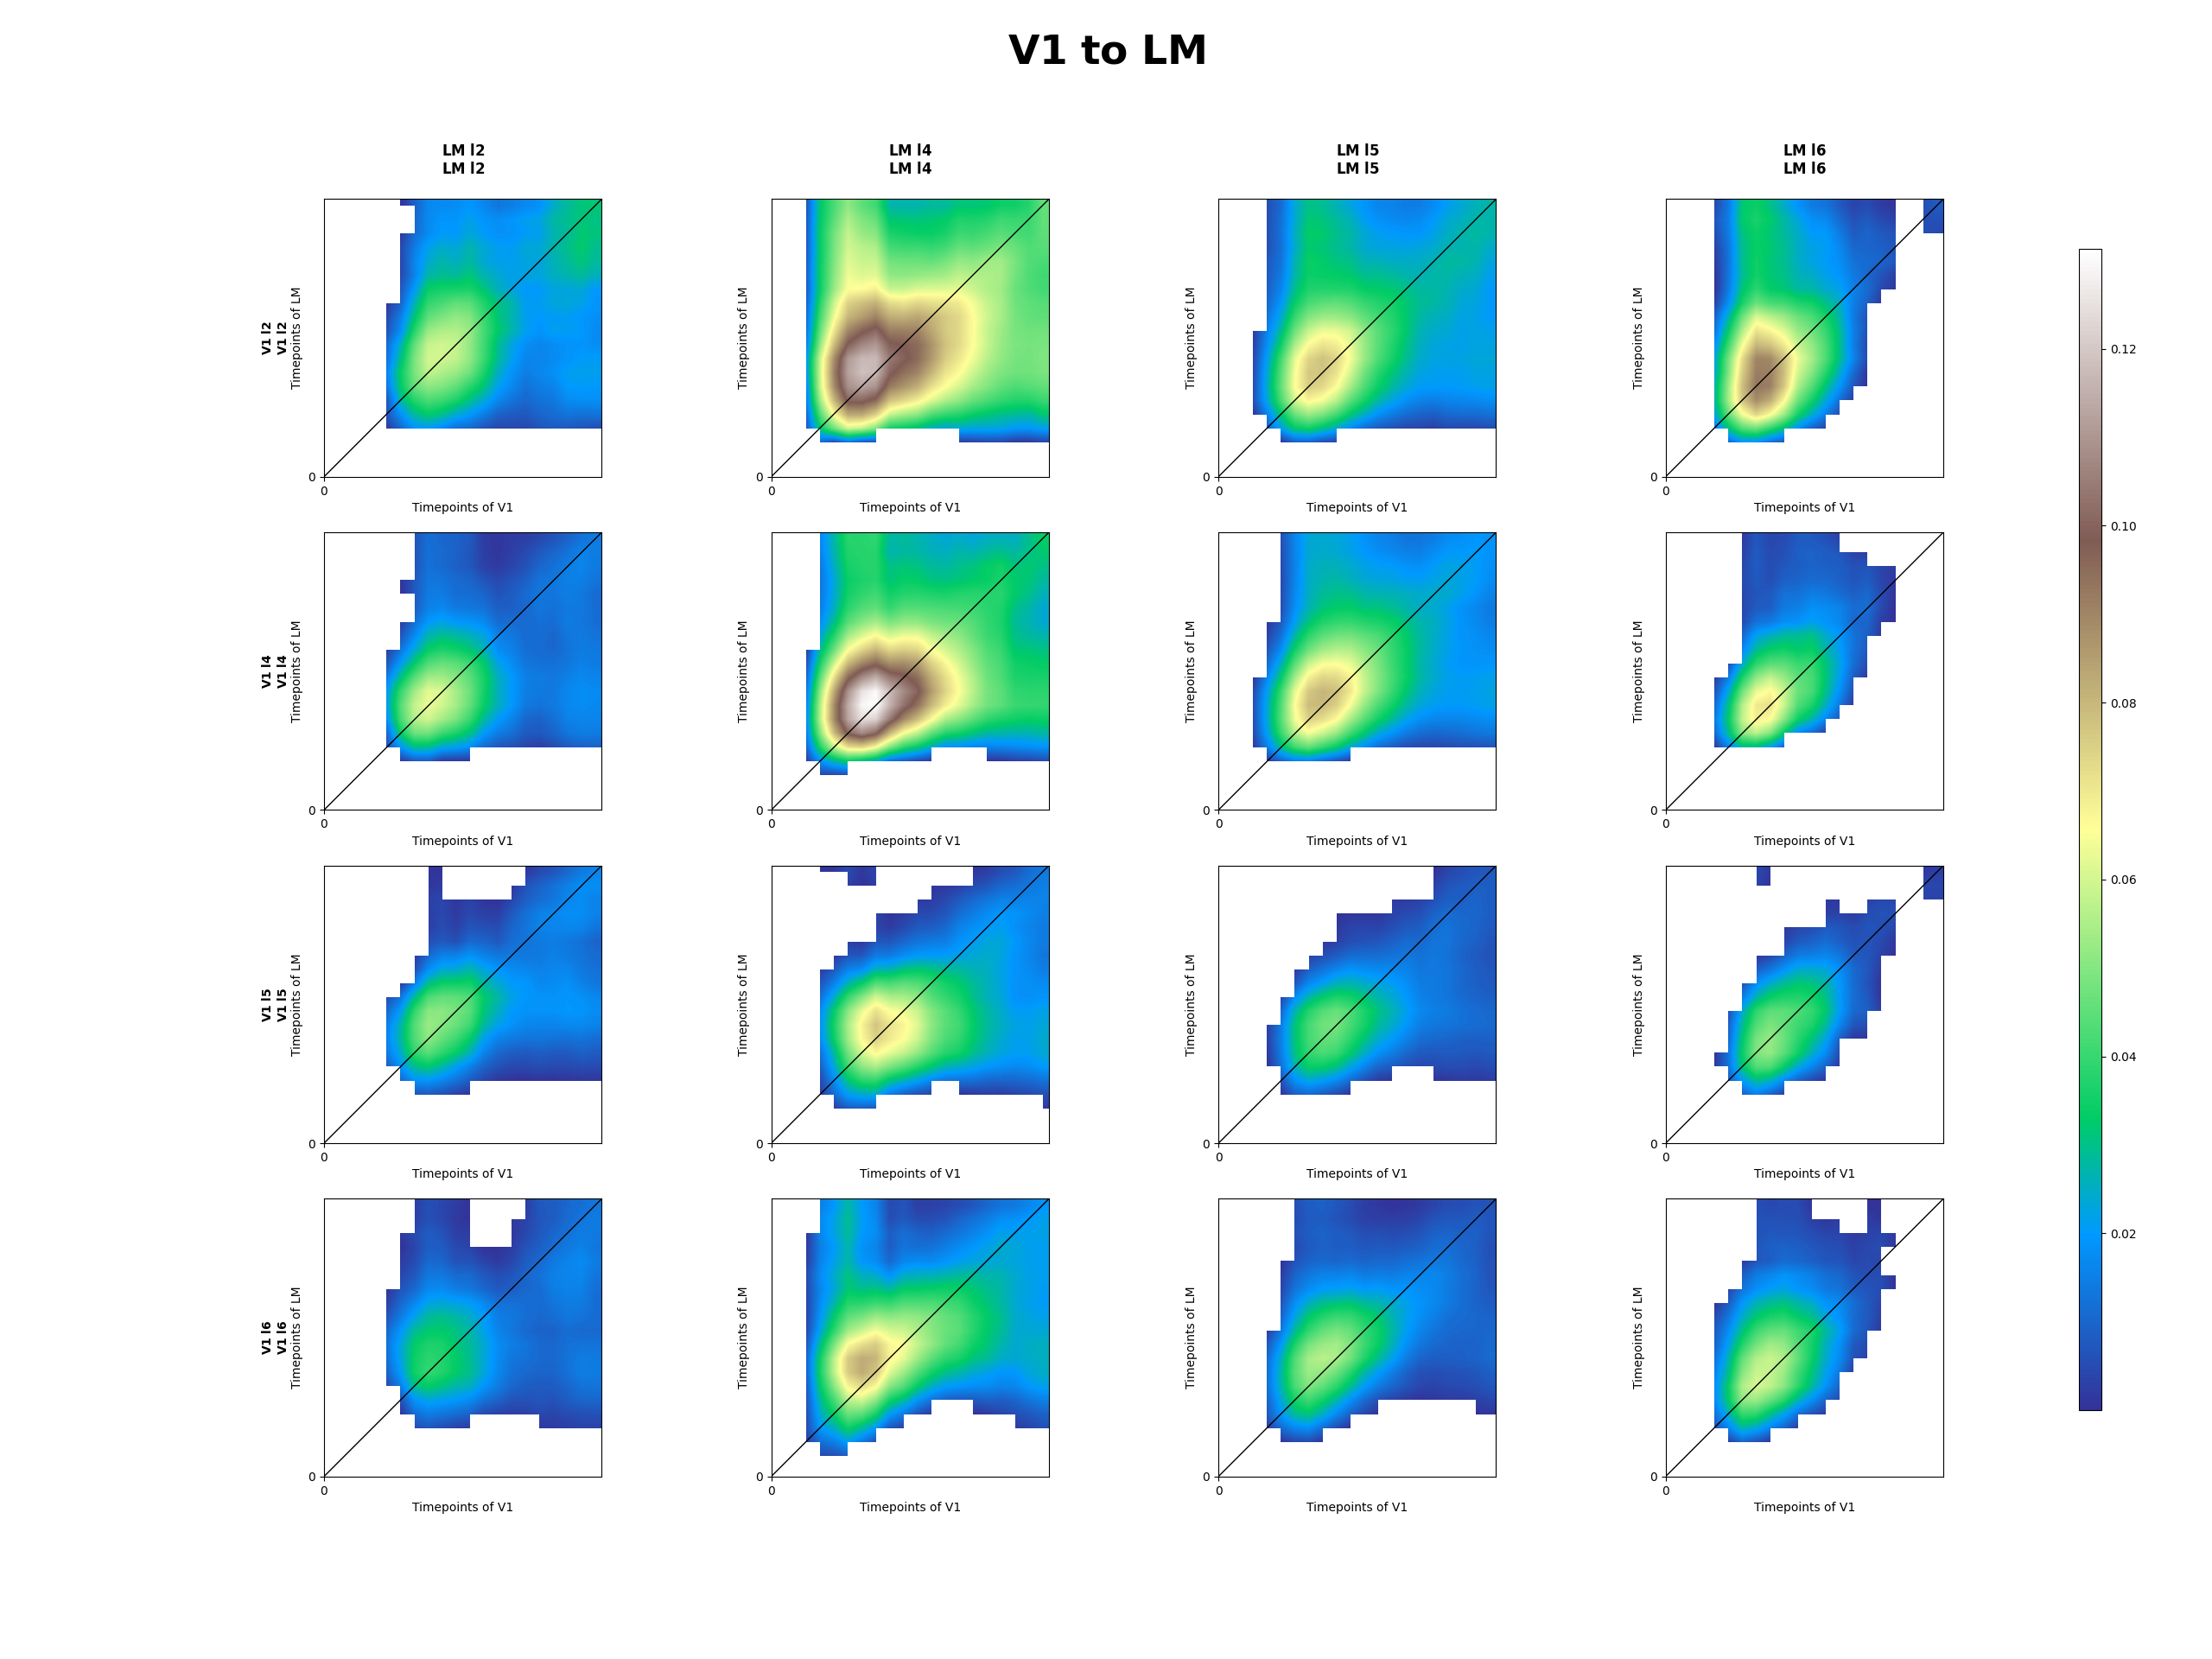 V1 to LM
LM l2
LM l2
LM l4
LM l4
LM l5
LM l5
LM l6
LM l6
V1 l2
V1 l2
Timepoints of LM
0
0
Timepoints of V1
Timepoints of LM
0
0
Timepoints of V1
Timepoints of LM
0
0
Timepoints of V1
Timepoints of LM
0
0
Timepoints of V1
V1 l4
V1 l4
Timepoints of LM
0
0
Timepoints of V1
Timepoints of LM
0
0
Timepoints of V1
Timepoints of LM
0
0
Timepoints of V1
Timepoints of LM
0
0
Timepoints of V1
V1 l5
V1 l5
Timepoints of LM
0
0
Timepoints of V1
Timepoints of LM
0
0
Timepoints of V1
Timepoints of LM
0
0
Timepoints of V1
Timepoints of LM
0
0
Timepoints of V1
V1 l6
V1 l6
Timepoints of LM
0
0
Timepoints of V1
Timepoints of LM
0
0
Timepoints of V1
Timepoints of LM
0
0
Timepoints of V1
Timepoints of LM
0
0
Timepoints of V1
0.12
0.10
0.08
0.06
0.04
0.02